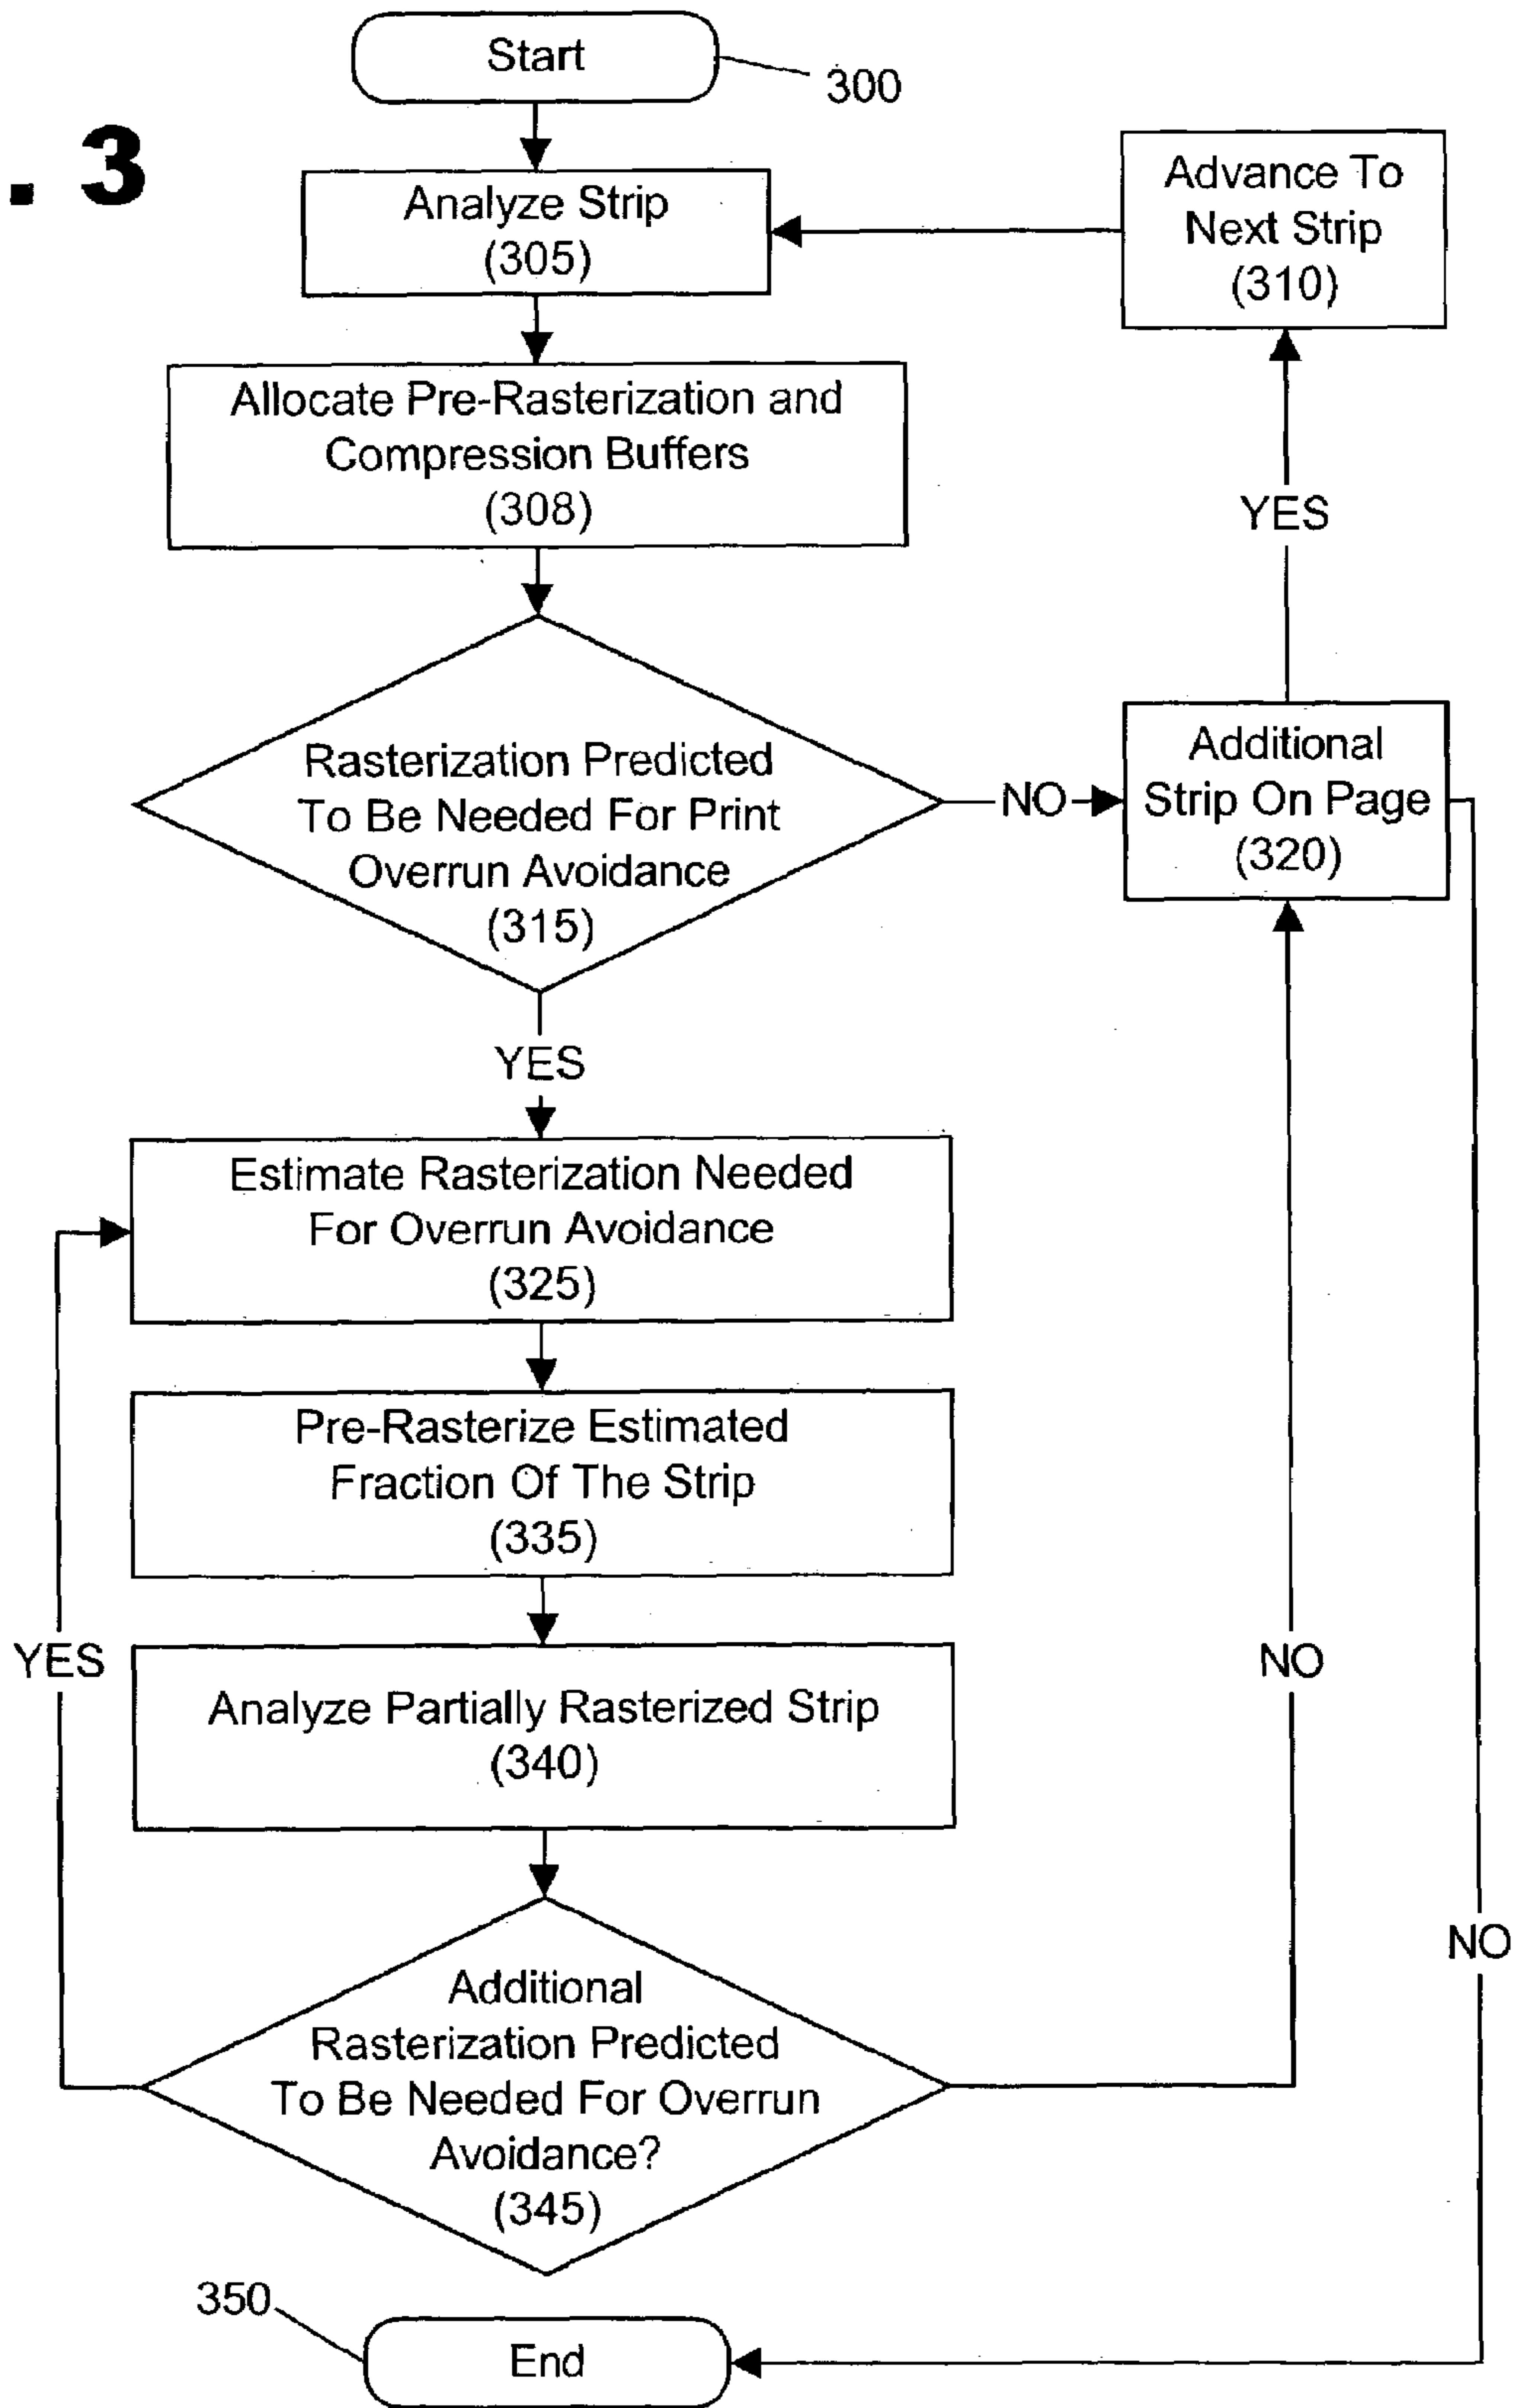 Start
300
. 3
Analyze Strip
(305)
Advance To
Next Strip
(310)
Allocate Pre-Rasterization and
Compression Buffers
(308)
YES
Rasterization Predicted
To Be Needed For Print
Overrun Avoidance
(315)
NO
Additional
Strip On Page
(320)
YES
Estimate Rasterization Needed
For Overrun Avoidance
(325)
Pre-Rasterize Estimated
Fraction Of The Strip
(335)
YES
Analyze Partially Rasterized Strip
(340)
NO
NO
Additional
Rasterization Predicted
To Be Needed For Overrun
Avoidance?
(345)
350
End